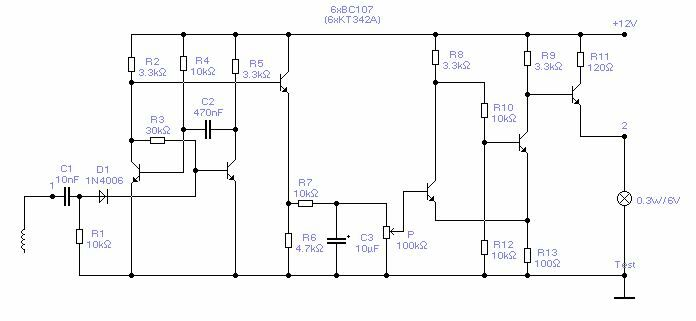 6xBC107
(6xKT342A)
+12V
R2
3.3kΩ
R4
10kΩ
R5
3.3kΩ
R8
3.3kΩ
R9
3.3kΩ
R11
120Ω
C2
470nF
R10
10kΩ
R3
30kΩ
2
C1
10nF
D1
1N4006
1
R7
10kΩ
0.3W/6V
R1
10kΩ
R6
4.7kΩ
+
C3
10µF
P
100kΩ
R12
10kΩ
R13
100Ω
Test